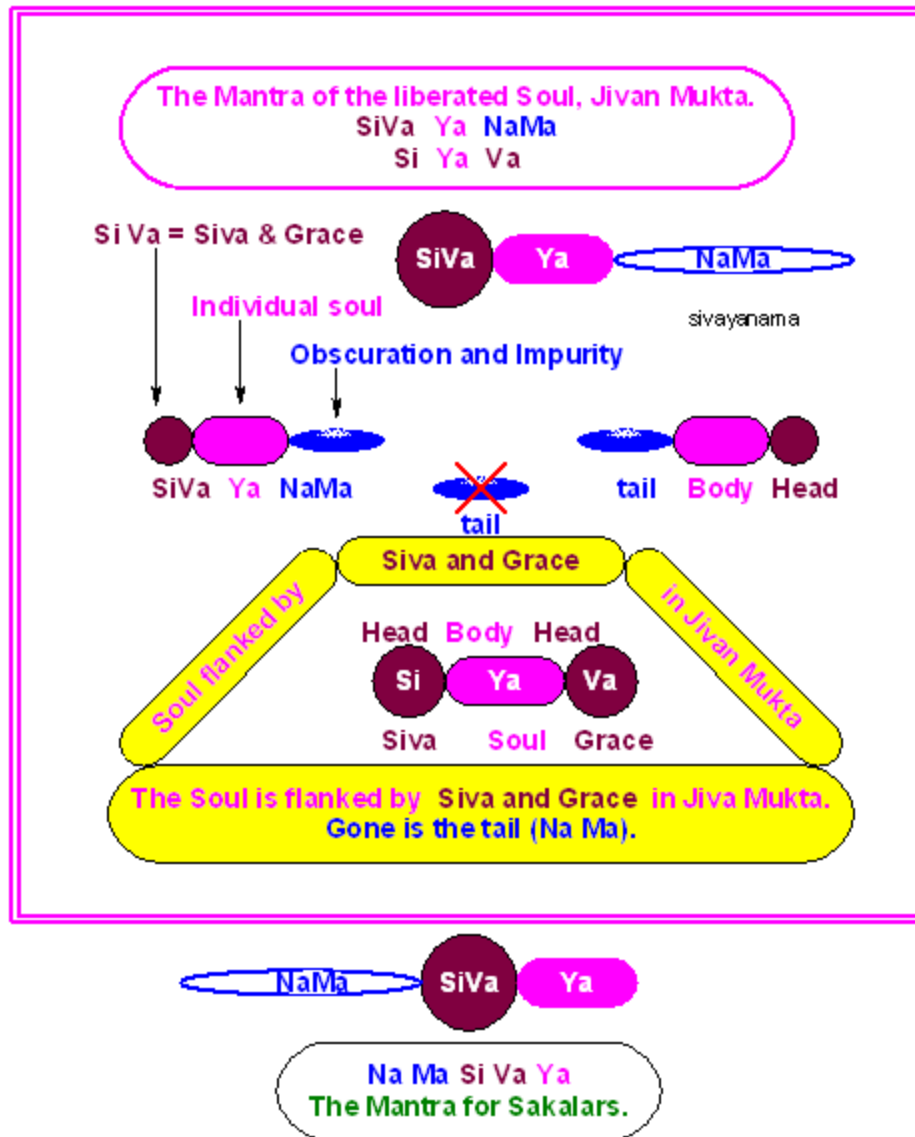 The Mantra of the liberated Soul, Jivan Mukta.
SiVa Ya NaMa
Si Ya Va
Si Va = Siva & Grace
SiVa Ya NaMa
Individual soul
sivayanama
Obscuration and Impurity
SiVa Ya NaMa
tail Body Head
tail
Siva and Grace
Soul flanked by
in Jivan Mukta
Head Body Head
Si Ya Va
Siva Soul Grace
The Soul is flanked by Siva and Grace in Jiva Mukta.
Gone is the tail (Na Ma).
NaMa SiVa Ya
Na Ma Si Va Ya
The Mantra for Sakalars.